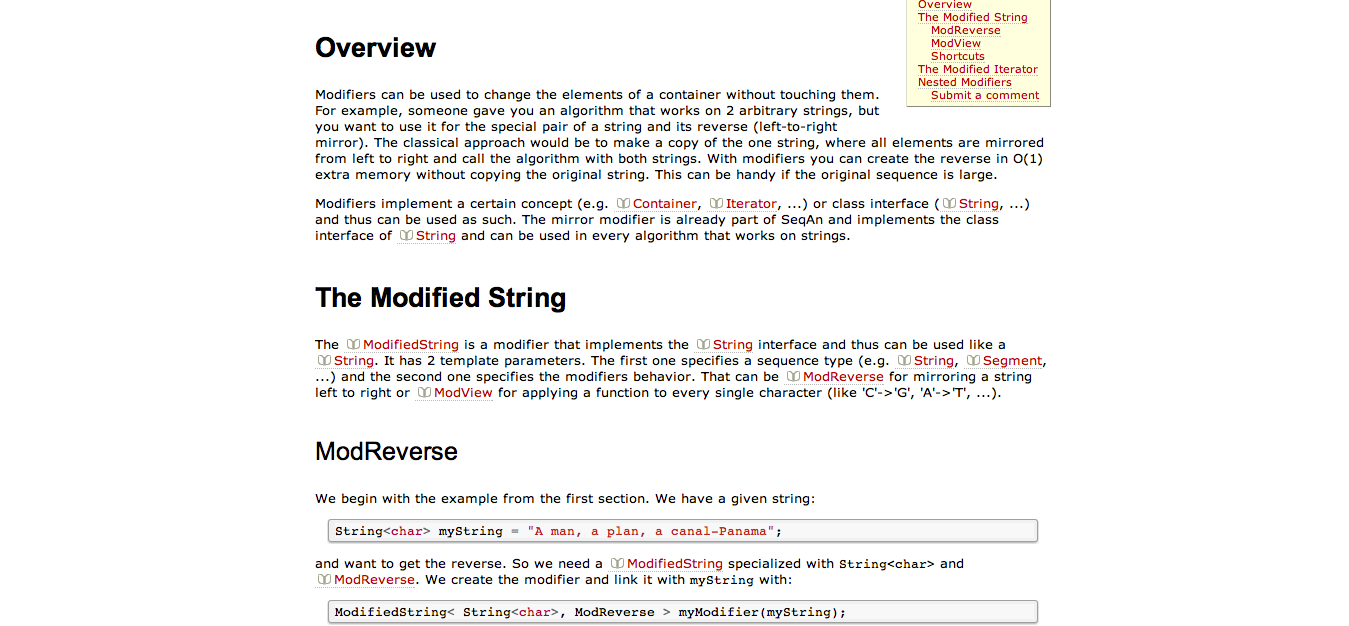 Overview
The Modified String
ModReverse
ModView
Shortcuts
The Modified Iterator
Nested Modifiers
Submit a comment
Overview
Modifiers can be used to change the elements of a container without touching them.
For example, someone gave you an algorithm that works on 2 arbitrary strings, but
you want to use it for the special pair of a string and its reverse (left-to-right
mirror). The classical approach would be to make a copy of the one string, where all elements are mirrored
from left to right and call the algorithm with both strings. With modifiers you can create the reverse in O(1)
extra memory without copying the original string. This can be handy if the original sequence is large.
Modifiers implement a certain concept (e.g. Container, Iterator, ...) or class interface (String, ...)
and thus can be used as such. The mirror modifier is already part of SeqAn and implements the class
interface of String and can be used in every algorithm that works on strings.
The Modified String
The ModifiedString is a modifier that implements the String interface and thus can be used like a
String. It has 2 template parameters. The first one specifies a sequence type (e.g. String, Segment,
...) and the second one specifies the modifiers behavior. That can be ModReverse for mirroring a string
left to right or ModView for applying a function to every single character (like 'C'->'G', 'A'->'T', ...).
ModReverse
We begin with the example from the first section. We have a given string:
String<char> myString = "A man, a plan, a canal-Panama";
and want to get the reverse. So we need a ModifiedString specialized with String<char> and
ModReverse. We create the modifier and link it with myString with:
ModifiedString< String<char>, ModReverse > myModifier(myString);